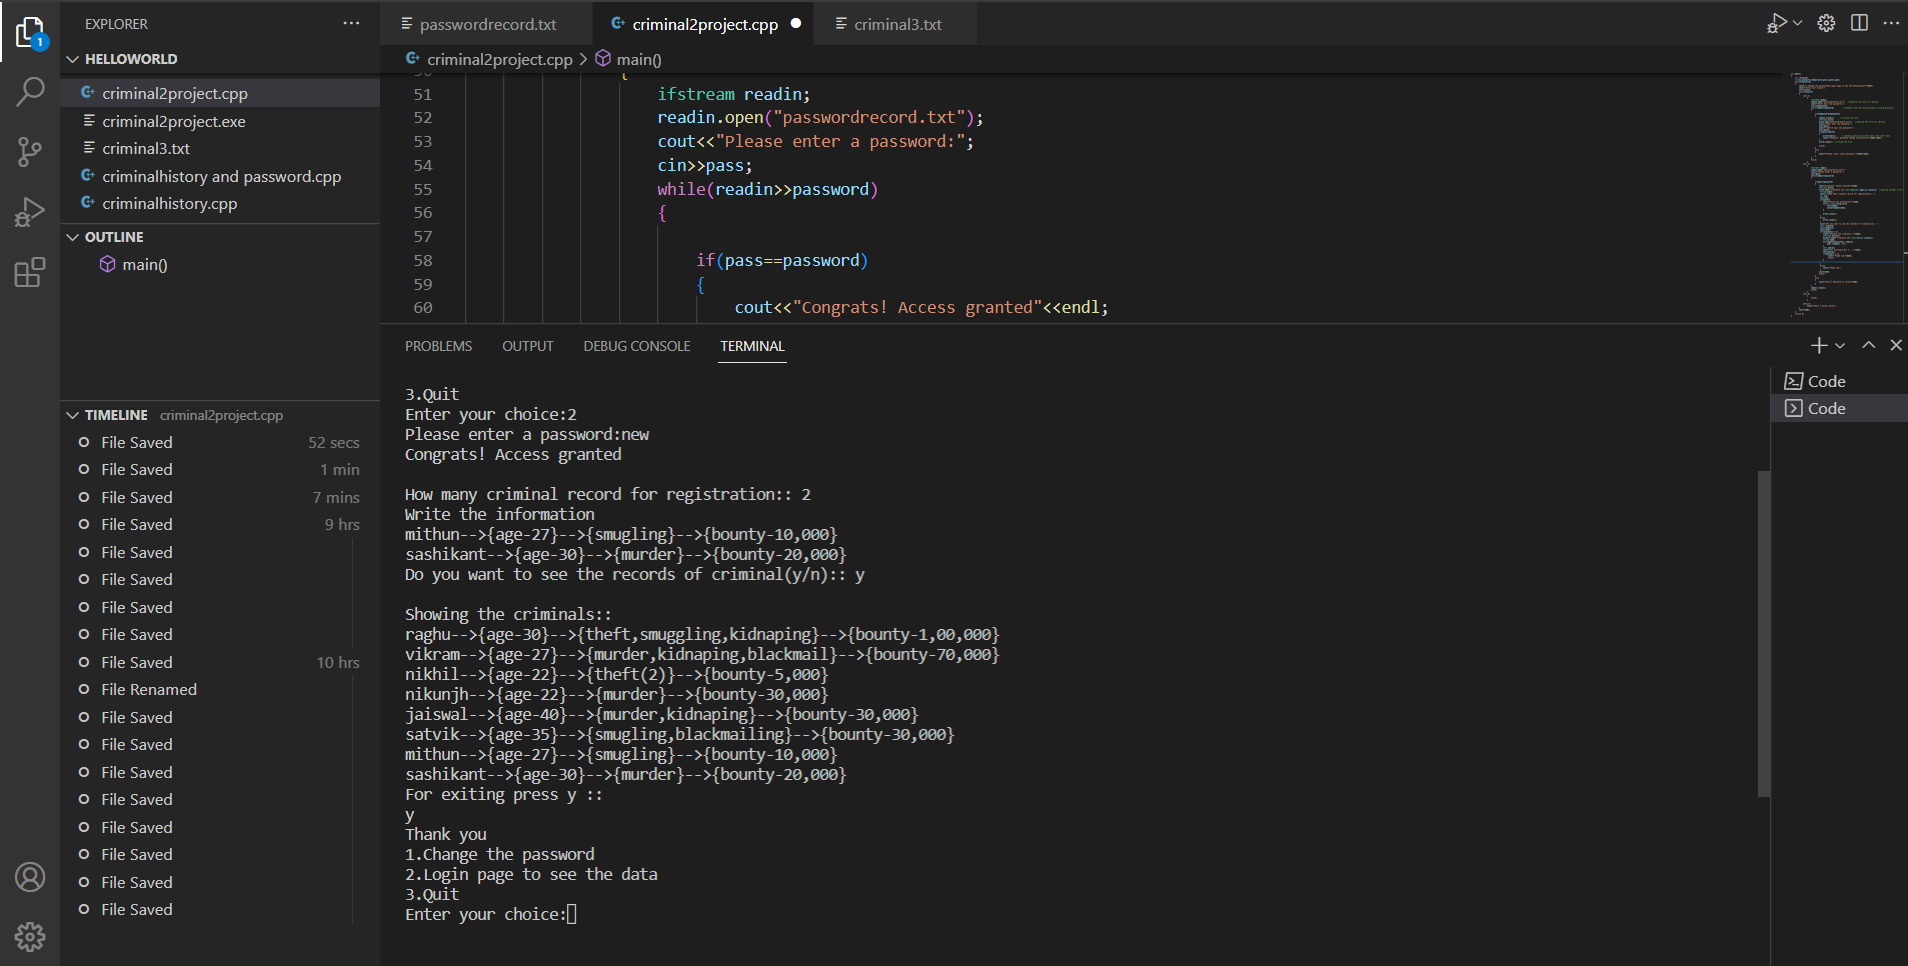 EXPLORER
HELLOWORLD
criminal2project.cpp
criminal2project.exe
criminal3.txt
criminalhistory and password.cpp
criminalhistory.cpp
OUTLINE
main()
TIMELINE criminal2project.cpp
File Saved 52 secs
File Saved 1 min
File Saved 7 mins
File Saved 9 hrs
File Saved
File Saved
File Saved
File Saved
File Saved 10 hrs
File Renamed
File Saved
File Saved
File Saved
File Saved
File Saved
File Saved
File Saved
File Saved
1
passwordrecord.txt criminal2project.cpp criminal3.txt
criminal2project.cpp > main()
51 ifstream readin;
52 readin.open("passwordrecord.txt");
53 cout<<"Please enter a password:";
54 cin>>pass;
55 while(readin>>password)
56 {
57
58 if(pass==password)
59 {
60 cout<<"Congrats! Access granted"<<endl;
PROBLEMS OUTPUT DEBUG CONSOLE TERMINAL
3.Quit
Enter your choice:2
Please enter a password:new
Congrats! Access granted
How many criminal record for registration:: 2
Write the information
mithun-->{age-27}-->{smugling}-->{bounty-10,000}
sashikant-->{age-30}-->{murder}-->{bounty-20,000}
Do you want to see the records of criminal(y/n):: y
Showing the criminals::
raghu-->{age-30}-->{theft,smuggling,kidnaping}-->{bounty-1,00,000}
vikram-->{age-27}-->{murder,kidnaping,blackmail}-->{bounty-70,000}
nikhil-->{age-22}-->{theft(2)}-->{bounty-5,000}
nikunjh-->{age-22}-->{murder}-->{bounty-30,000}
jaiswal-->{age-40}-->{murder,kidnaping}-->{bounty-30,000}
satvik-->{age-35}-->{smugling,blackmailing}-->{bounty-30,000}
mithun-->{age-27}-->{smugling}-->{bounty-10,000}
sashikant-->{age-30}-->{murder}-->{bounty-20,000}
For exiting press y ::
y
Thank you
1.Change the password
2.Login page to see the data
3.Quit
Enter your choice:
Code
Code